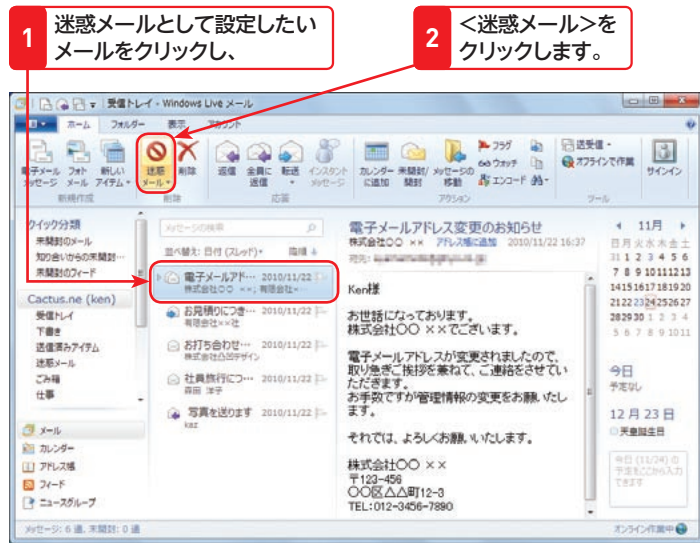 1
迷惑メールとして設定したい
メールをクリックし、
2
<迷惑メール>を
クリックします。
受信トレイ - Windows Live メール
ホーム フォルダー 表示 アカウント
電子メール メッセージ
フォト メール
新しい アイテム
迷惑 メール
削除
返信
全員に 返信
転送
インスタント メッセージ
カレンダー に追加
未開封/ 開封
メッセージの 移動
フラグ
ウォッチ
エンコード
送受信
オフラインで作業
サインイン
新規作成 削除 応答 アクション ツール
クイック分類
未開封のメール
知り合いからの未開封…
未開封のフィード
Cactus.ne (ken)
受信トレイ
下書き
送信済みアイテム
迷惑メール
ごみ箱
仕事
メール
カレンダー
アドレス帳
フィード
ニュースグループ
メッセージの検索
並べ替え: 日付 (スレッド) 降順
電子メールアド… 2010/11/22
株式会社〇〇 ××; 有限会社×…
お見積りにつき… 2010/11/22
有限会社××社
お打ち合わせ… 2010/11/22
株式会社凸凹デザイン
社員旅行につ… 2010/11/22
森田 洋子
写真を送ります 2010/11/22
kaz
電子メールアドレス変更のお知らせ
株式会社〇〇 ×× アドレス帳に追加 2010/11/22 16:37
宛先:
Ken様
お世話になっております。
株式会社〇〇 ××でございます。
電子メールアドレスが変更されましたので、
取り急ぎご挨拶を兼ねて、ご連絡をさせてい
ただきます。
お手数ですが管理情報の変更をお願いたし
ます。
それでは、よろしくお願いいたします。
株式会社〇〇 ××
〒123-456
〇〇区△△町12-3
TEL:012-3456-7890
11月
日 月 火 水 木 金 土
31 1 2 3 4 5 6
7 8 9 10 11 12 13
14 15 16 17 18 19 20
21 22 23 24 25 26 27
28 29 30 1 2 3 4
5 6 7 8 9 10 11
今日
予定なし
12 月 23 日
天皇誕生日
今日 (11/24) の
予定をここから入力
できます
メッセージ: 6 通、未開封: 0 通
オンライン作業中